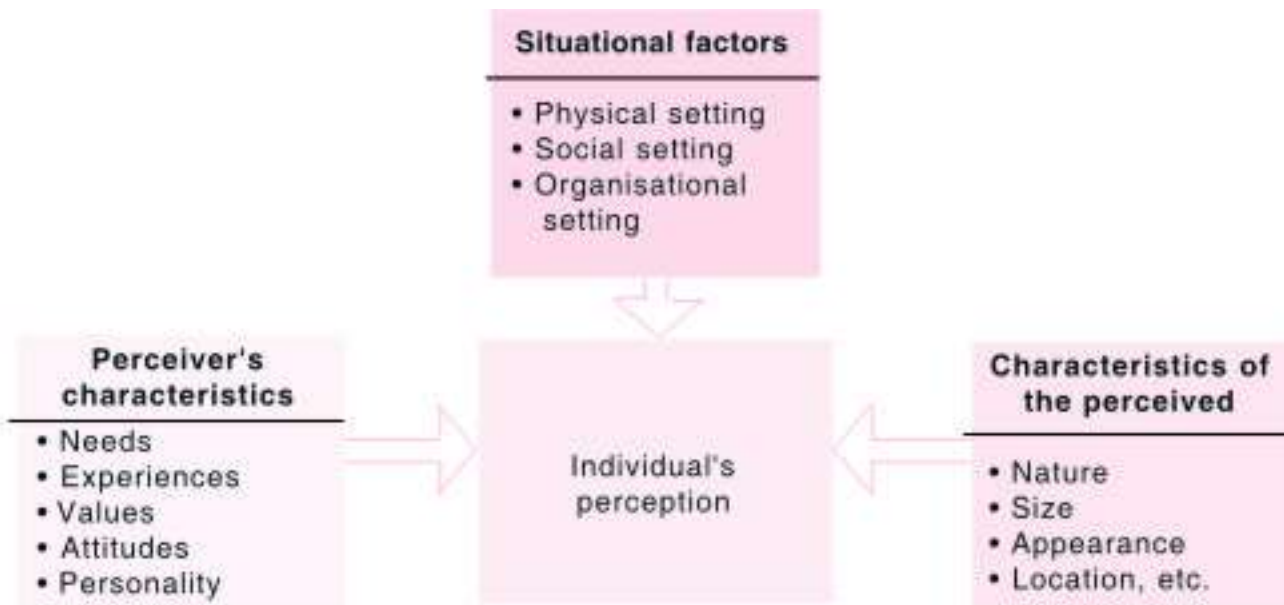 Situational factors
• Physical setting
• Social setting
• Organisational
setting
Perceiver's
characteristics
• Needs
• Experiences
• Values
• Attitudes
• Personality
Individual's
perception
Characteristics of
the perceived
• Nature
• Size
• Appearance
• Location, etc.